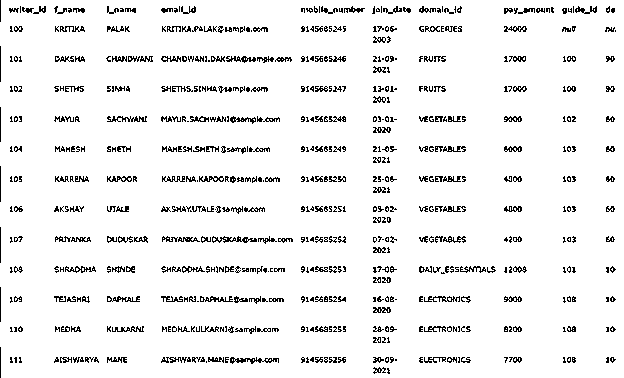 writer_id f_name l_name email_id mobile_number join_date domain_id pay_amount guide_id de
100 KRITIKA PALAK KRITIKA.PALAK@sample.com 9145685245 17-06- GROCERIES 24000 null nu
2003
101 DAKSHA CHANDWANI CHANDWANI.DAKSHA@sample.com 9145685246 21-09- FRUITS 17000 100 90
2021
102 SHETHS SINHA SHETHS.SINHA@sample.com 9145685247 13-01- FRUITS 17000 100 90
2001
103 MAYUR SACHWANI MAYUR.SACHWANI@sample.com 9145685248 03-01- VEGETABLES 9000 102 60
2020
104 MAHESH SHETH MAHESH.SHETH@sample.com 9145685249 21-05- VEGETABLES 6000 103 60
2021
105 KARRENA KAPOOR KARRENA.KAPOOR@sample.com 9145685250 25-06- VEGETABLES 4800 103 60
2021
106 AKSHAY UTALE AKSHAY.UTALE@sample.com 9145685251 05-02- VEGETABLES 4800 103 60
2020
107 PRIYANKA DUDUSKAR PRIYANKA.DUDUSKAR@sample.com 9145685252 07-02- VEGETABLES 4200 103 60
2021
108 SHRADDHA SHINDE SHRADDHA.SHINDE@sample.com 9145685253 17-08- DAILY_ESSESNTIALS 12008 101 10
2020
109 TEJASHRI DAPHALE TEJASHRI.DAPHALE@sample.com 9145685254 16-08- ELECTRONICS 9000 108 10
2020
110 MEDHA KULKARNI MEDHA.KULKARNI@sample.com 9145685255 28-09- ELECTRONICS 8200 108 10
2021
111 AISHWARYA MANE AISHWARYA.MANE@sample.com 9145685256 30-09- ELECTRONICS 7700 108 10
2021